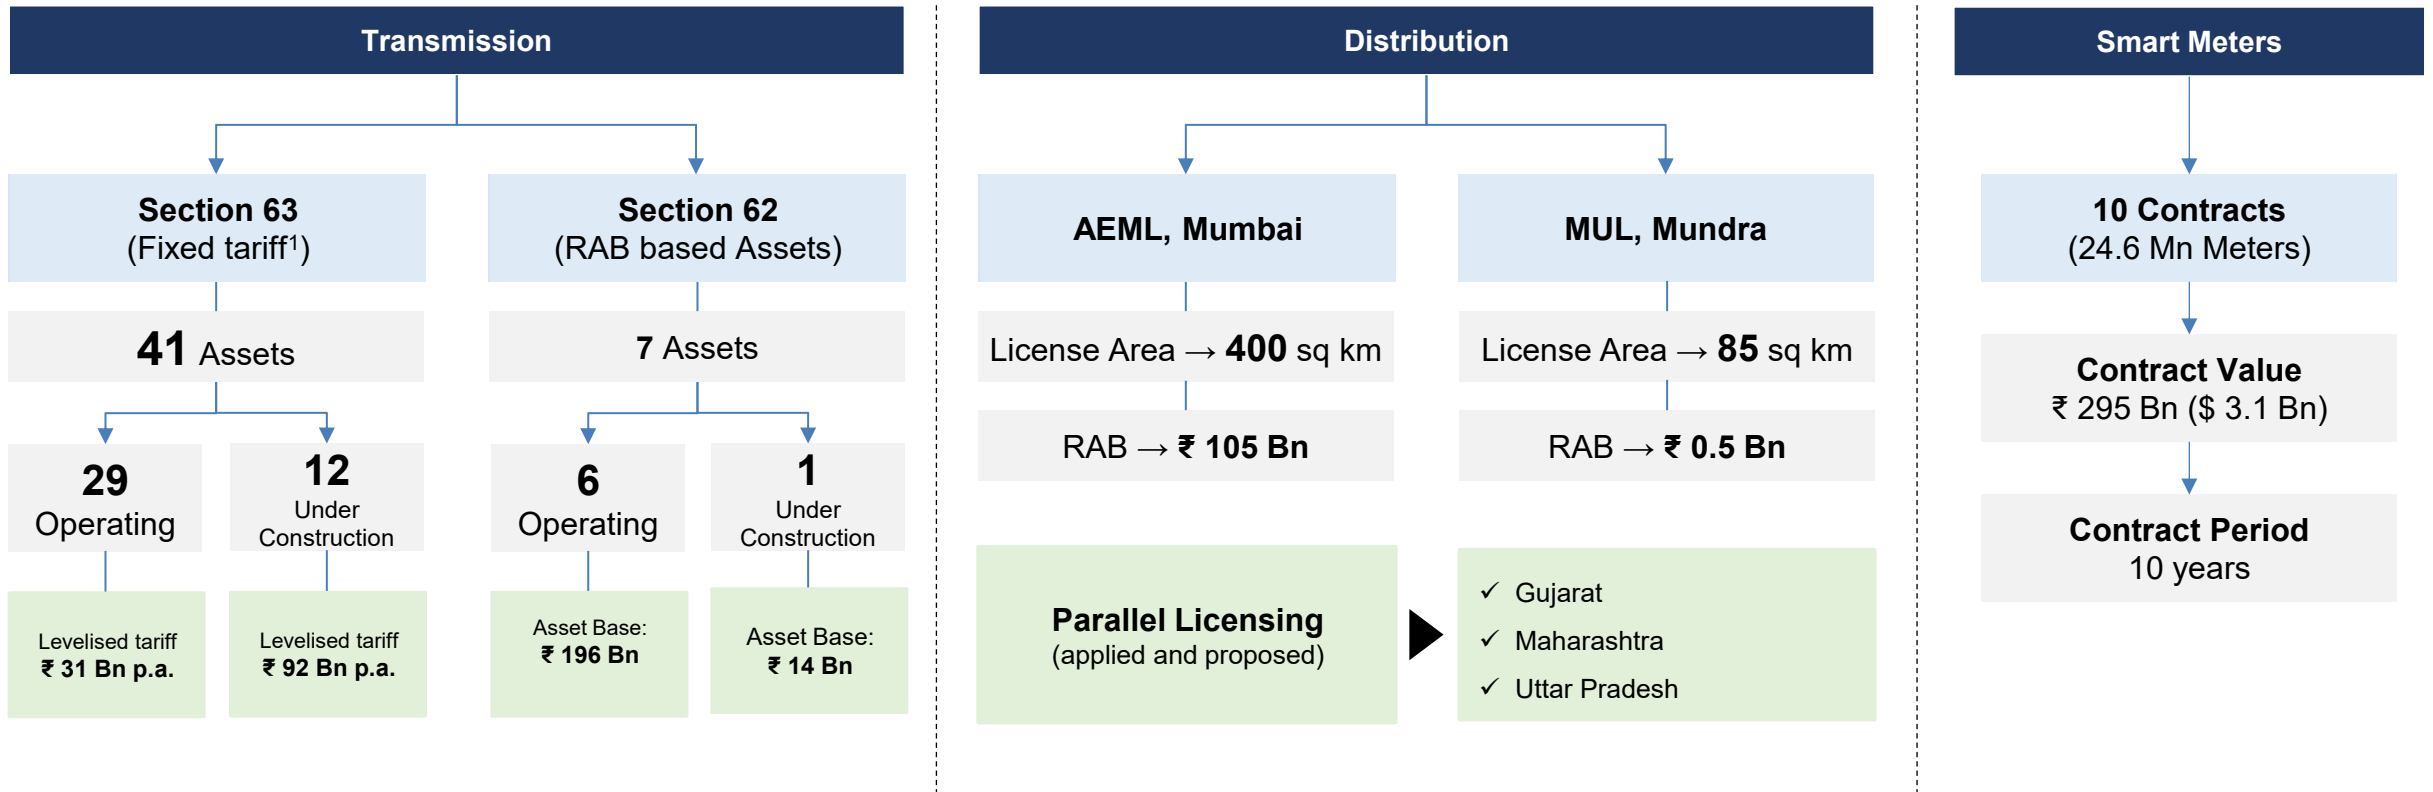 Transmission
Section 63
(Fixed tariff¹)
41 Assets
29
Operating
Levelised tariff
₹ 31 Bn p.a.
12
Under
Construction
Levelised tariff
₹ 92 Bn p.a.
Section 62
(RAB based Assets)
7 Assets
6
Operating
Asset Base:
₹ 196 Bn
1
Under
Construction
Asset Base:
₹ 14 Bn
Distribution
AEML, Mumbai
License Area → 400 sq km
RAB → ₹ 105 Bn
MUL, Mundra
License Area → 85 sq km
RAB → ₹ 0.5 Bn
Parallel Licensing
(applied and proposed)
✓ Gujarat
✓ Maharashtra
✓ Uttar Pradesh
Smart Meters
10 Contracts
(24.6 Mn Meters)
Contract Value
₹ 295 Bn ($ 3.1 Bn)
Contract Period
10 years